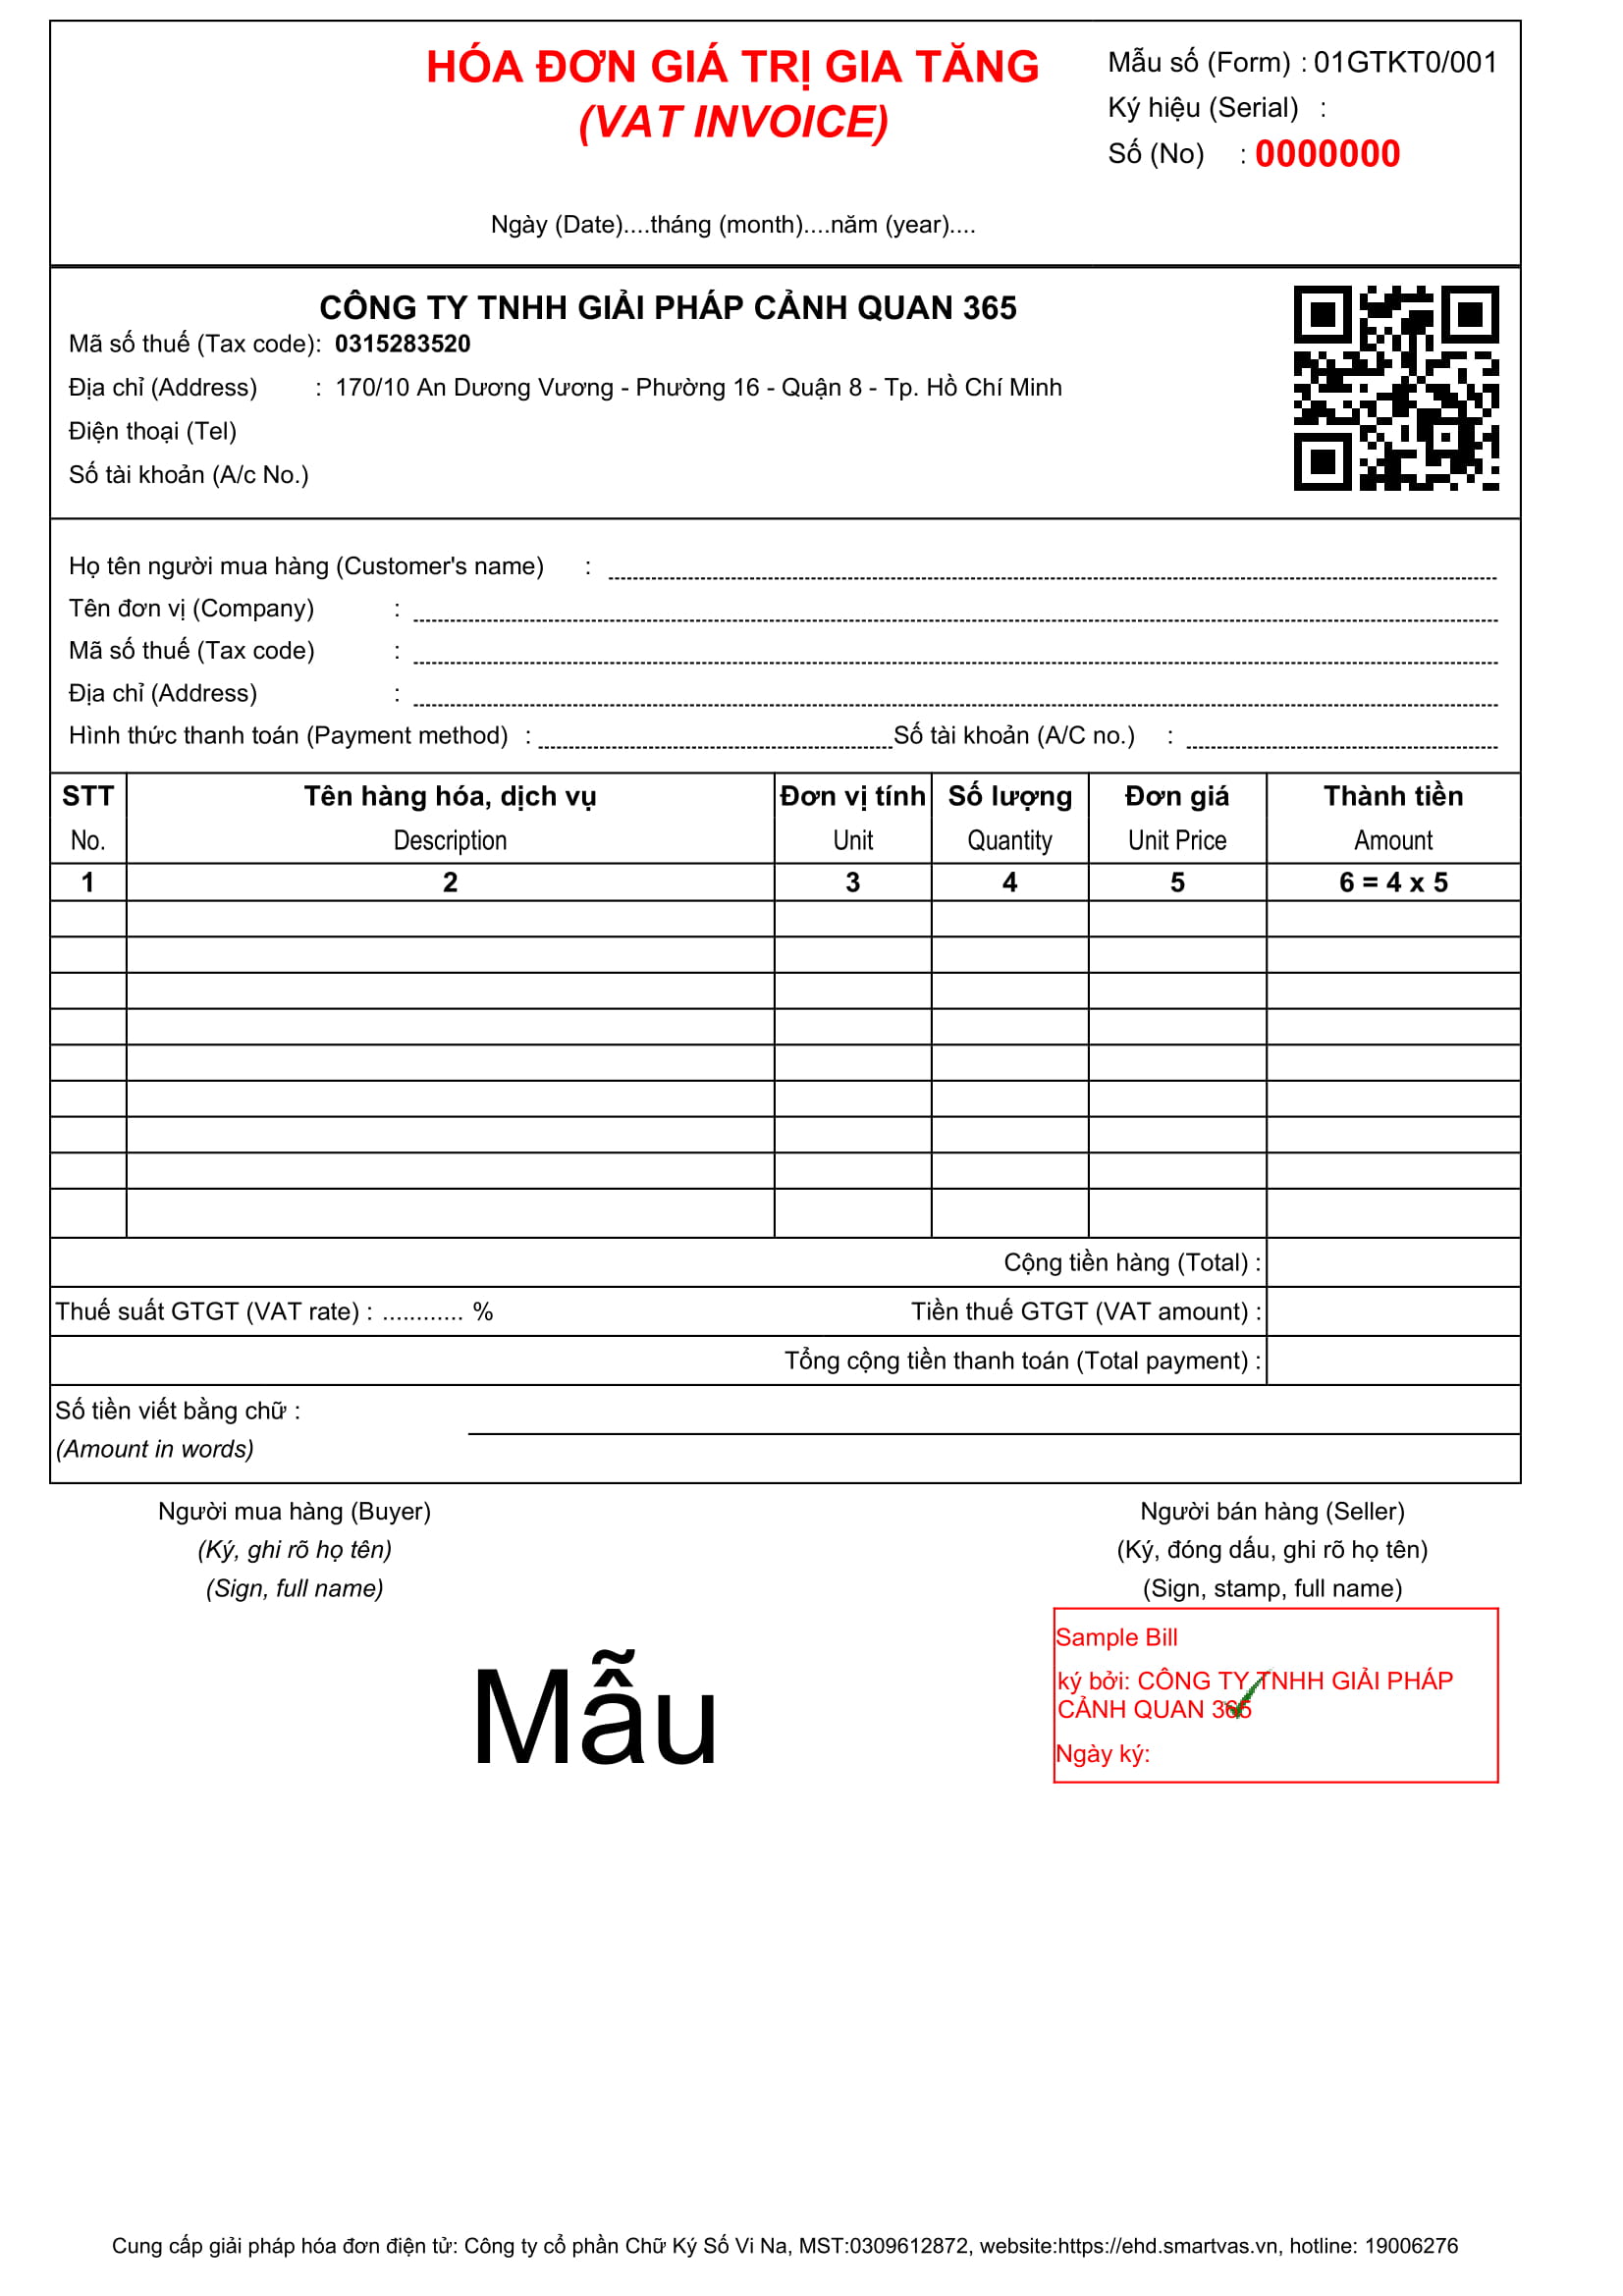 HÓA ĐƠN GIÁ TRỊ GIA TĂNG
(VAT INVOICE)
Mẫu số (Form) : 01GTKT0/001
Ký hiệu (Serial) :
Số (No) : 0000000
Ngày (Date)....tháng (month)....năm (year)....
CÔNG TY TNHH GIẢI PHÁP CẢNH QUAN 365
Mã số thuế (Tax code): 0315283520
Địa chỉ (Address) : 170/10 An Dương Vương - Phường 16 - Quận 8 - Tp. Hồ Chí Minh
Điện thoại (Tel)
Số tài khoản (A/c No.)
Họ tên người mua hàng (Customer's name) :
Tên đơn vị (Company) :
Mã số thuế (Tax code) :
Địa chỉ (Address) :
Hình thức thanh toán (Payment method) : Số tài khoản (A/C no.) :
STT Tên hàng hóa, dịch vụ Đơn vị tính Số lượng Đơn giá Thành tiền
No. Description Unit Quantity Unit Price Amount
1 2 3 4 5 6 = 4 x 5
Cộng tiền hàng (Total) :
Thuế suất GTGT (VAT rate) : ............ % Tiền thuế GTGT (VAT amount) :
Tổng cộng tiền thanh toán (Total payment) :
Số tiền viết bằng chữ :
(Amount in words)
Người mua hàng (Buyer) Người bán hàng (Seller)
(Ký, ghi rõ họ tên) (Ký, đóng dấu, ghi rõ họ tên)
(Sign, full name) (Sign, stamp, full name)
Mẫu
Sample Bill
ký bởi: CÔNG TY TNHH GIẢI PHÁP
CẢNH QUAN 365
Ngày ký:
Cung cấp giải pháp hóa đơn điện tử: Công ty cổ phần Chữ Ký Số Vi Na, MST:0309612872, website:https://ehd.smartvas.vn, hotline: 19006276